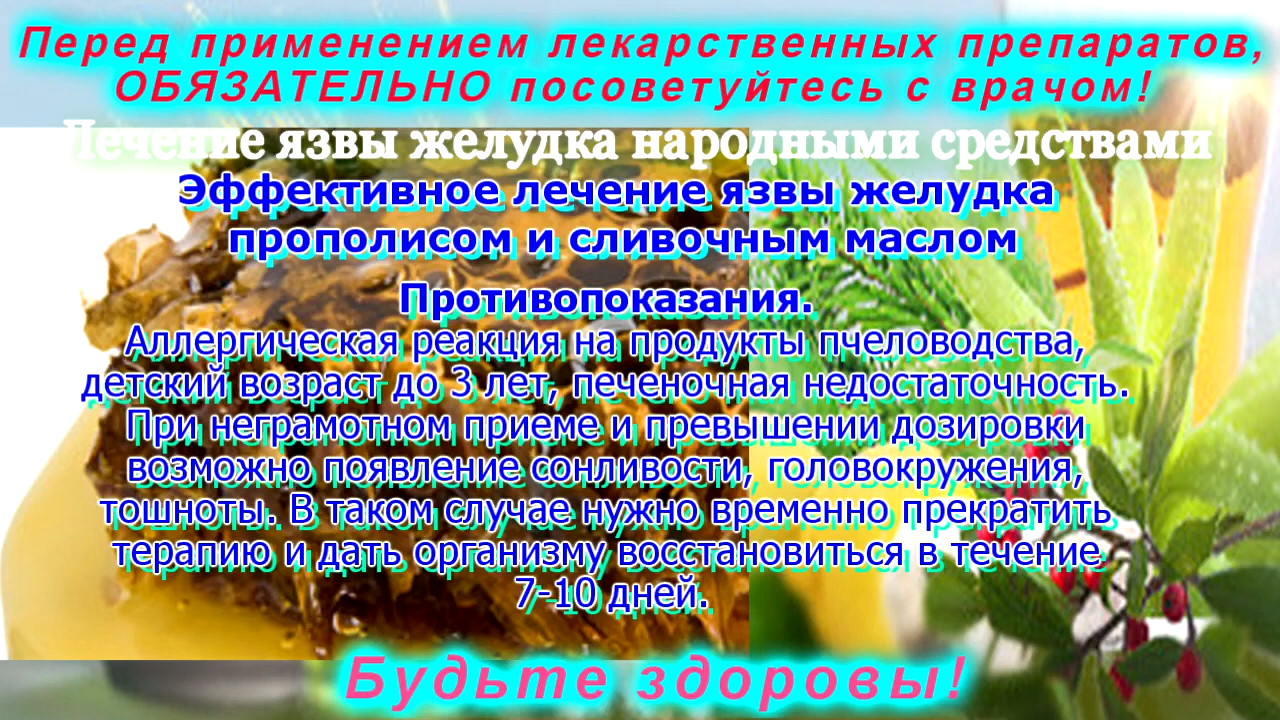 Перед применением лекарственных препаратов,
ОБЯЗАТЕЛЬНО посоветуйтесь с врачом!
Лечение язвы желудка народными средствами
Эффективное лечение язвы желудка
прополисом и сливочным маслом
Противопоказания.
Аллергическая реакция на продукты пчеловодства,
детский возраст до 3 лет, печеночная недостаточность.
При неграмотном приеме и превышении дозировки
возможно появление сонливости, головокружения,
тошноты. В таком случае нужно временно прекратить
терапию и дать организму восстановиться в течение
7-10 дней.
Будьте здоровы!